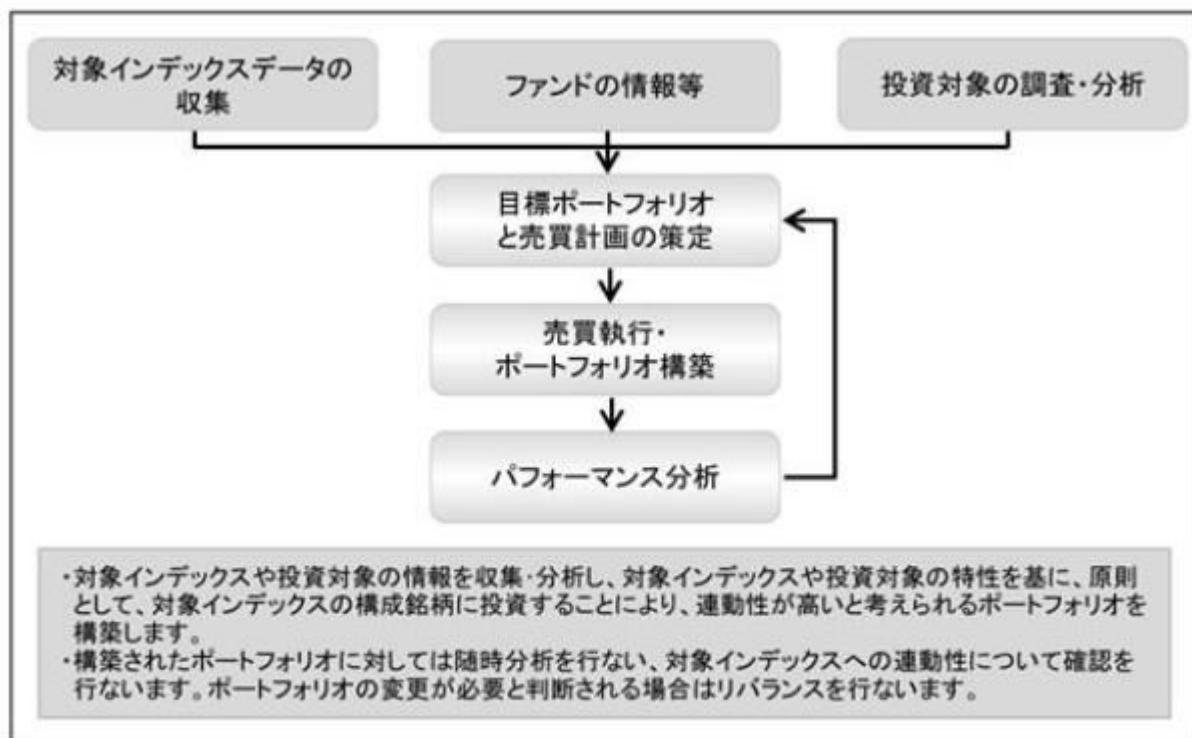 対象インデックスデータの
収集
ファンドの情報等
投資対象の調査・分析
目標ポートフォリオ
と売買計画の策定
売買執行・
ポートフォリオ構築
パフォーマンス分析
・対象インデックスや投資対象の情報を収集・分析し、対象インデックスや投資対象の特性を基に、原則
として、対象インデックスの構成銘柄に投資することにより、連動性が高いと考えられるポートフォリオを
構築します。
・構築されたポートフォリオに対しては随時分析を行ない、対象インデックスへの連動性について確認を
行ないます。ポートフォリオの変更が必要と判断される場合はリバランスを行ないます。